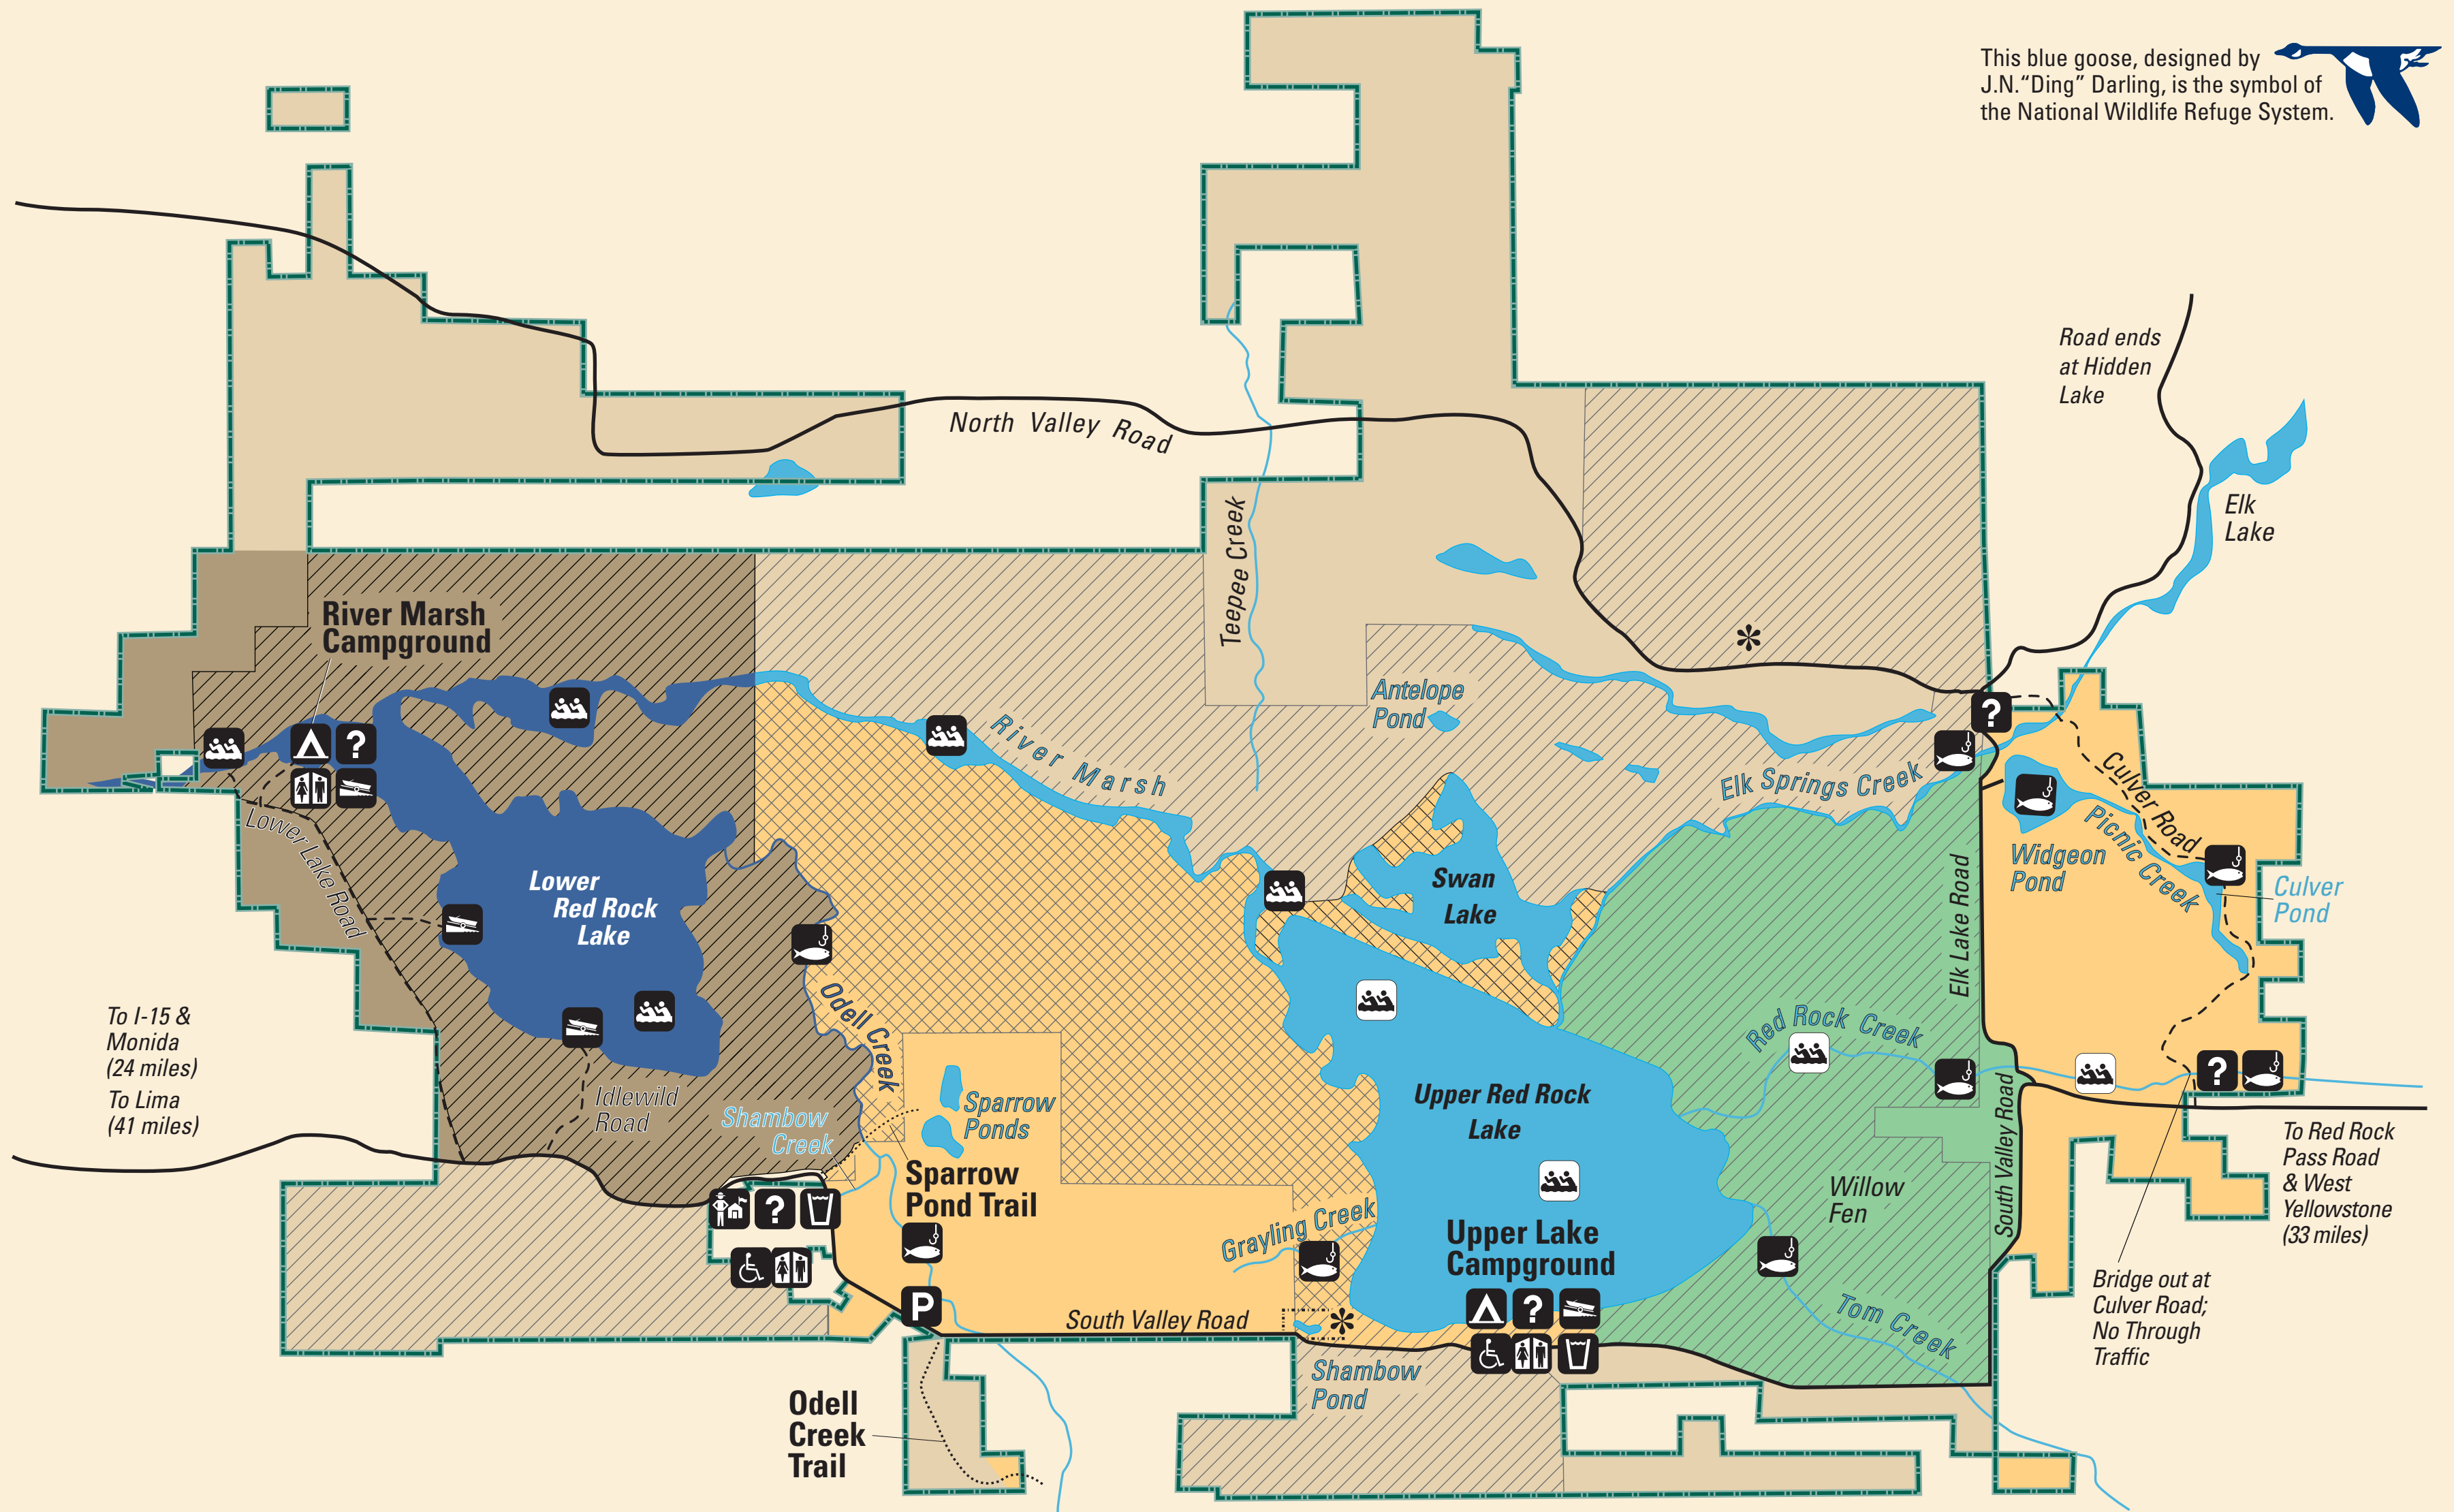 This blue goose, designed by
J.N.“Ding” Darling, is the symbol of
the National Wildlife Refuge System.
Road ends
at Hidden
Lake
North Valley Road
Elk
Lake
Teepee Creek
River Marsh
Campground
Antelope
Pond
River Marsh
Elk Springs Creek
Culver Road
Picnic Creek
Widgeon
Pond
Culver
Pond
Lower Lake Road
Lower
Red Rock
Lake
Swan
Lake
Elk Lake Road
Odell Creek
To I-15 &
Monida
(24 miles)
To Lima
(41 miles)
Idlewild
Road
Shambow
Creek
Sparrow
Ponds
Sparrow
Pond Trail
Red Rock Creek
Upper Red Rock
Lake
South Valley Road
Willow
Fen
To Red Rock
Pass Road
& West
Yellowstone
(33 miles)
Grayling Creek
Upper Lake
Campground
? ? ? ? ?
P
South Valley Road
*
*
Tom Creek
Bridge out at
Culver Road;
No Through
Traffic
Shambow
Pond
Odell
Creek
Trail